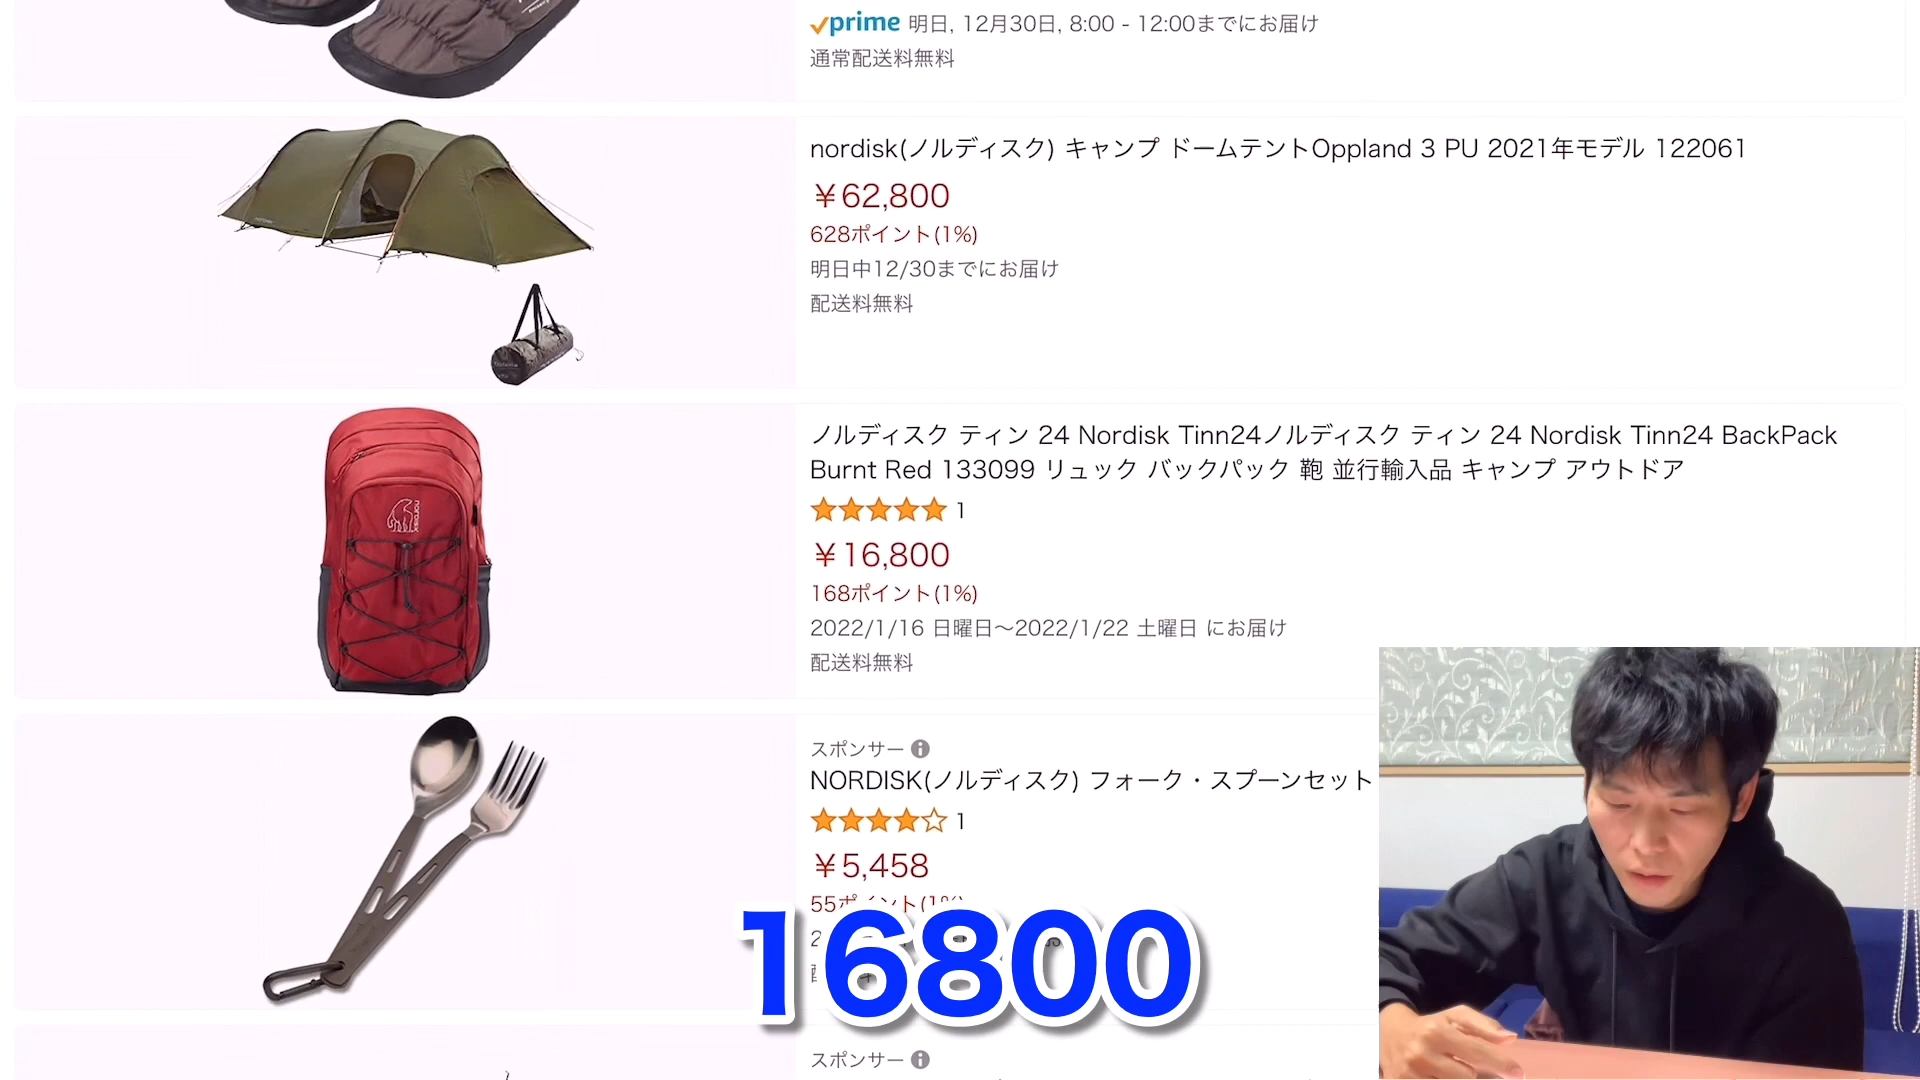 prime 明日, 12月30日, 8:00 - 12:00までにお届け
通常配送料無料
nordisk(ノルディスク) キャンプ ドームテントOppland 3 PU 2021年モデル 122061
￥62,800
628ポイント(1%)
明日中12/30までにお届け
配送料無料
ノルディスク ティン 24 Nordisk Tinn24ノルディスク ティン 24 Nordisk Tinn24 BackPack
Burnt Red 133099 リュック バックパック 鞄 並行輸入品 キャンプ アウトドア
1
￥16,800
168ポイント(1%)
2022/1/16 日曜日～2022/1/22 土曜日 にお届け
配送料無料
NORDISK
スポンサー
NORDISK(ノルディスク) フォーク・スプーンセット
1
￥5,458
55ポイント(1%)
16800
スポンサー